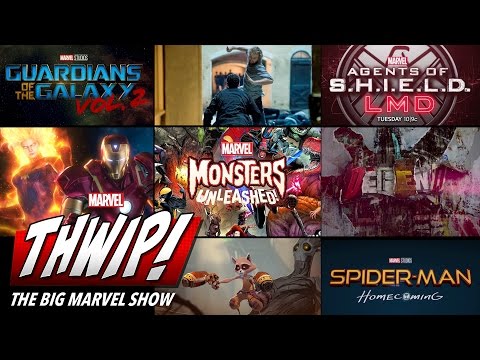 MARVEL STUDIOS
GUARDIANS
OF THE GALAXY
VOL. 2
MARVEL
AGENTS OF
S.H.I.E.L.D.
LMD
TUESDAY 10|9c
MARVEL
MONSTERS
UNLEASHED!
MARVEL
THWIP!
THE BIG MARVEL SHOW
MARVEL STUDIOS
SPIDER-MAN
HOMECOMING